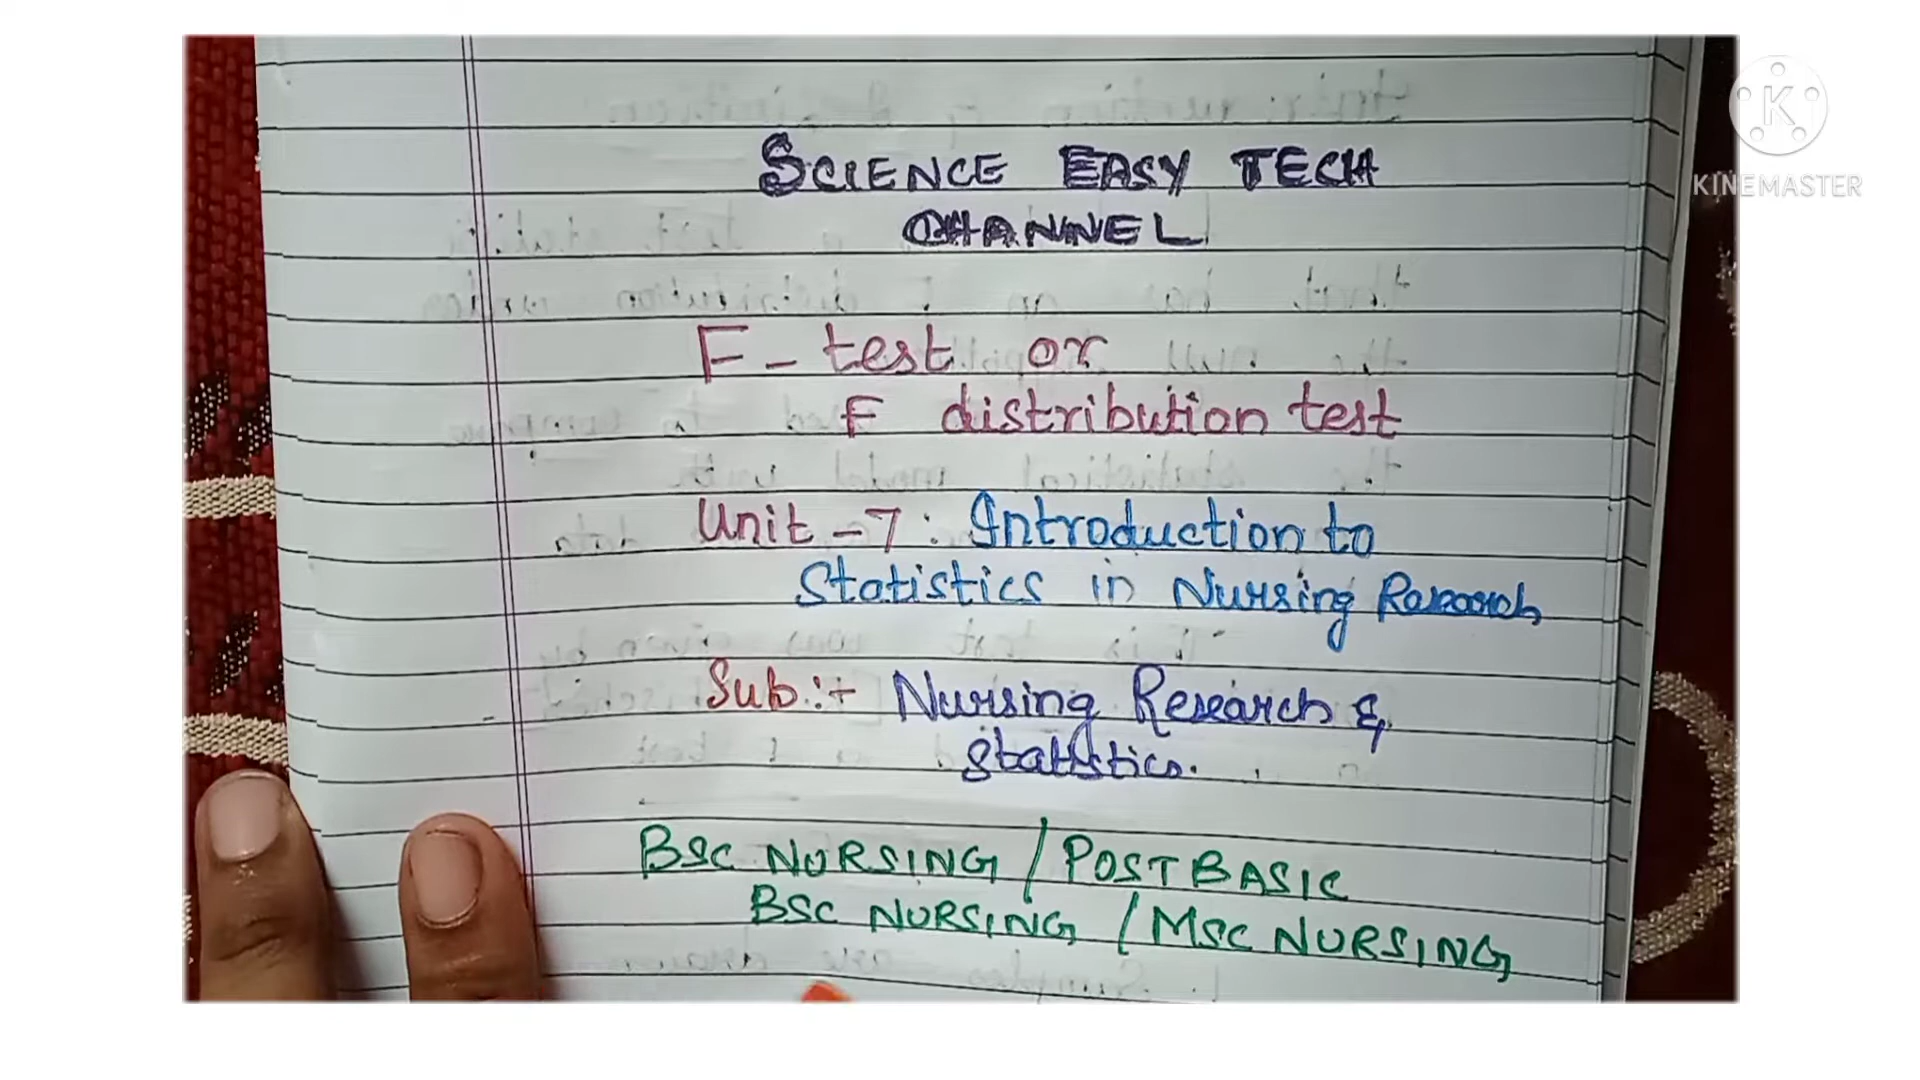 SCIENCE EASY TECH
CHANNEL
F - test or
F distribution test
Unit - 7 : Introduction to
Statistics in Nursing Research
Sub :- Nursing Research &
statistics.
BSC NURSING / POST BASIC
BSC NURSING / MSC NURSING
K
KINEMASTER